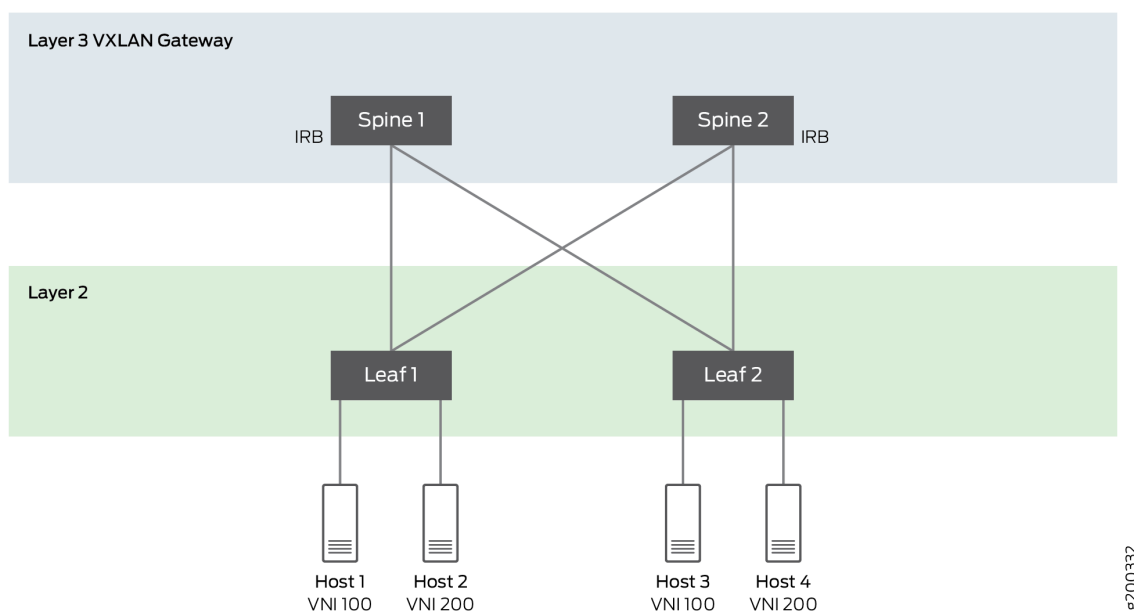 Layer 3 VXLAN Gateway
Spine 1
Spine 2
IRB
IRB
Layer 2
Leaf 1
Leaf 2
Host 1
VNI 100
Host 2
VNI 200
Host 3
VNI 100
Host 4
VNI 200
e200332